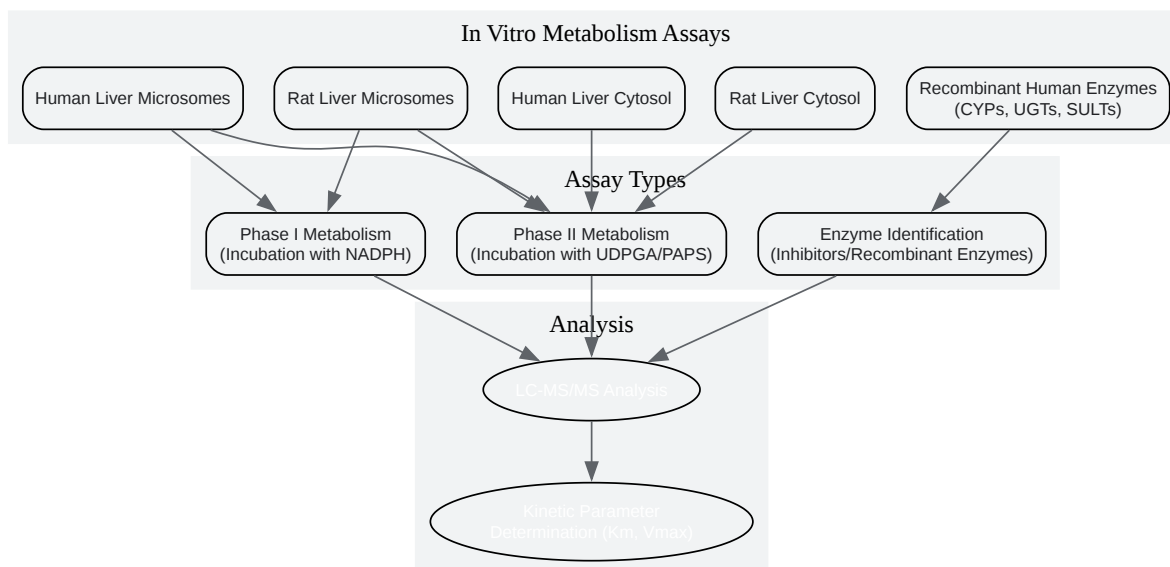 In Vitro Metabolism Assays
Human Liver Microsomes
Rat Liver Microsomes
Human Liver Cytosol
Rat Liver Cytosol
Recombinant Human Enzymes
(CYPs, UGTs, SULTs)
Assay Types
Phase I Metabolism
(Incubation with NADPH)
Phase II Metabolism
(Incubation with UDPGA/PAPS)
Enzyme Identification
(Inhibitors/Recombinant Enzymes)
Analysis
LC-MS/MS Analysis
Kinetic Parameter
Determination (Km, Vmax)